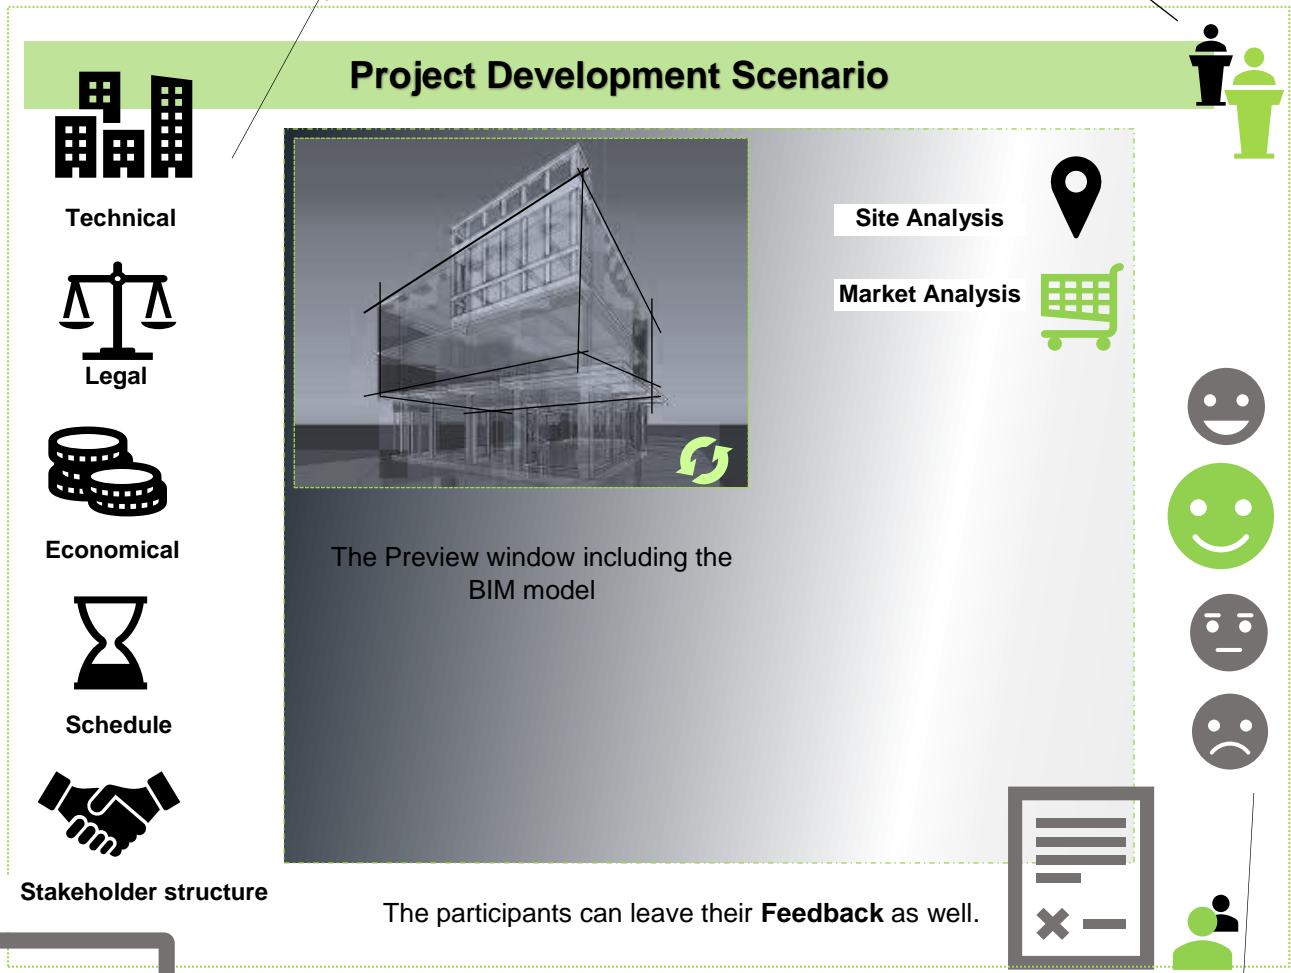 Project Development Scenario
Technical
Legal
Economical
Schedule
Stakeholder structure
Site Analysis
Market Analysis
The Preview window including the
BIM model
The participants can leave their Feedback as well.